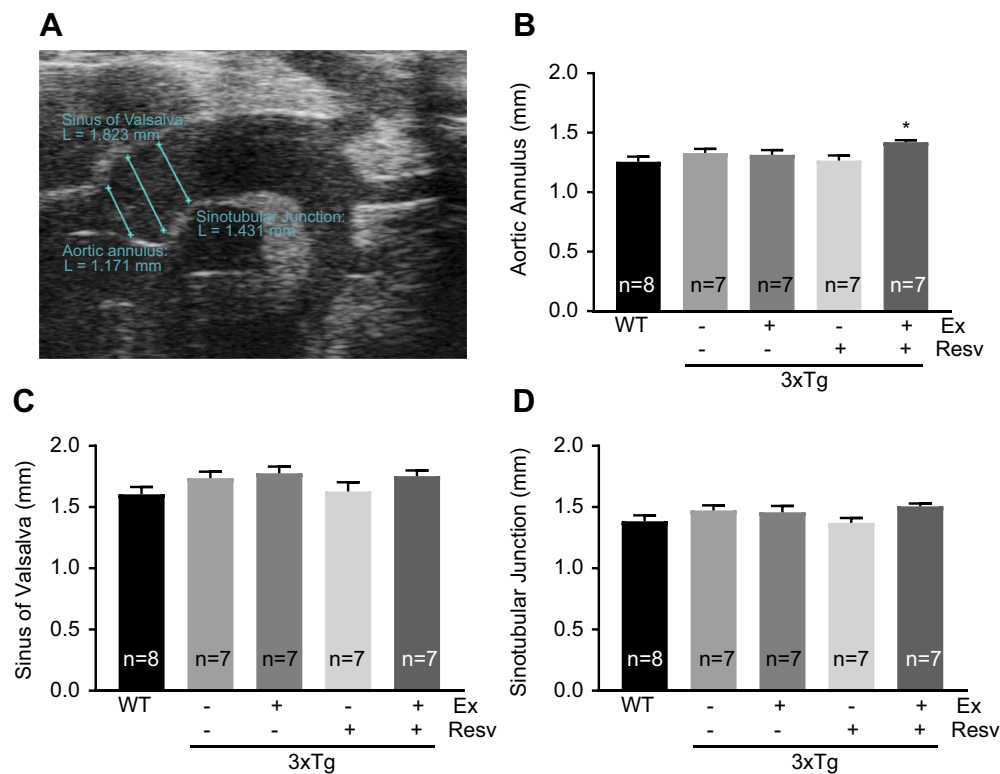 A
Sinus of Valsalva:
L = 1.823 mm
Sinotubular Junction:
L = 1.431 mm
Aortic annulus:
L = 1.171 mm
B
Aortic Annulus (mm)
2.0
1.5
1.0
0.5
0.0
*
n=8 n=7 n=7 n=7 n=7
WT - + - + Ex
- - + + Resv
3xTg
C
Sinus of Valsalva (mm)
2.0
1.5
1.0
0.5
0.0
n=8 n=7 n=7 n=7 n=7
WT - + - + Ex
- - + + Resv
3xTg
D
Sinotubular Junction (mm)
2.0
1.5
1.0
0.5
0.0
n=8 n=7 n=7 n=7 n=7
WT - + - + Ex
- - + + Resv
3xTg